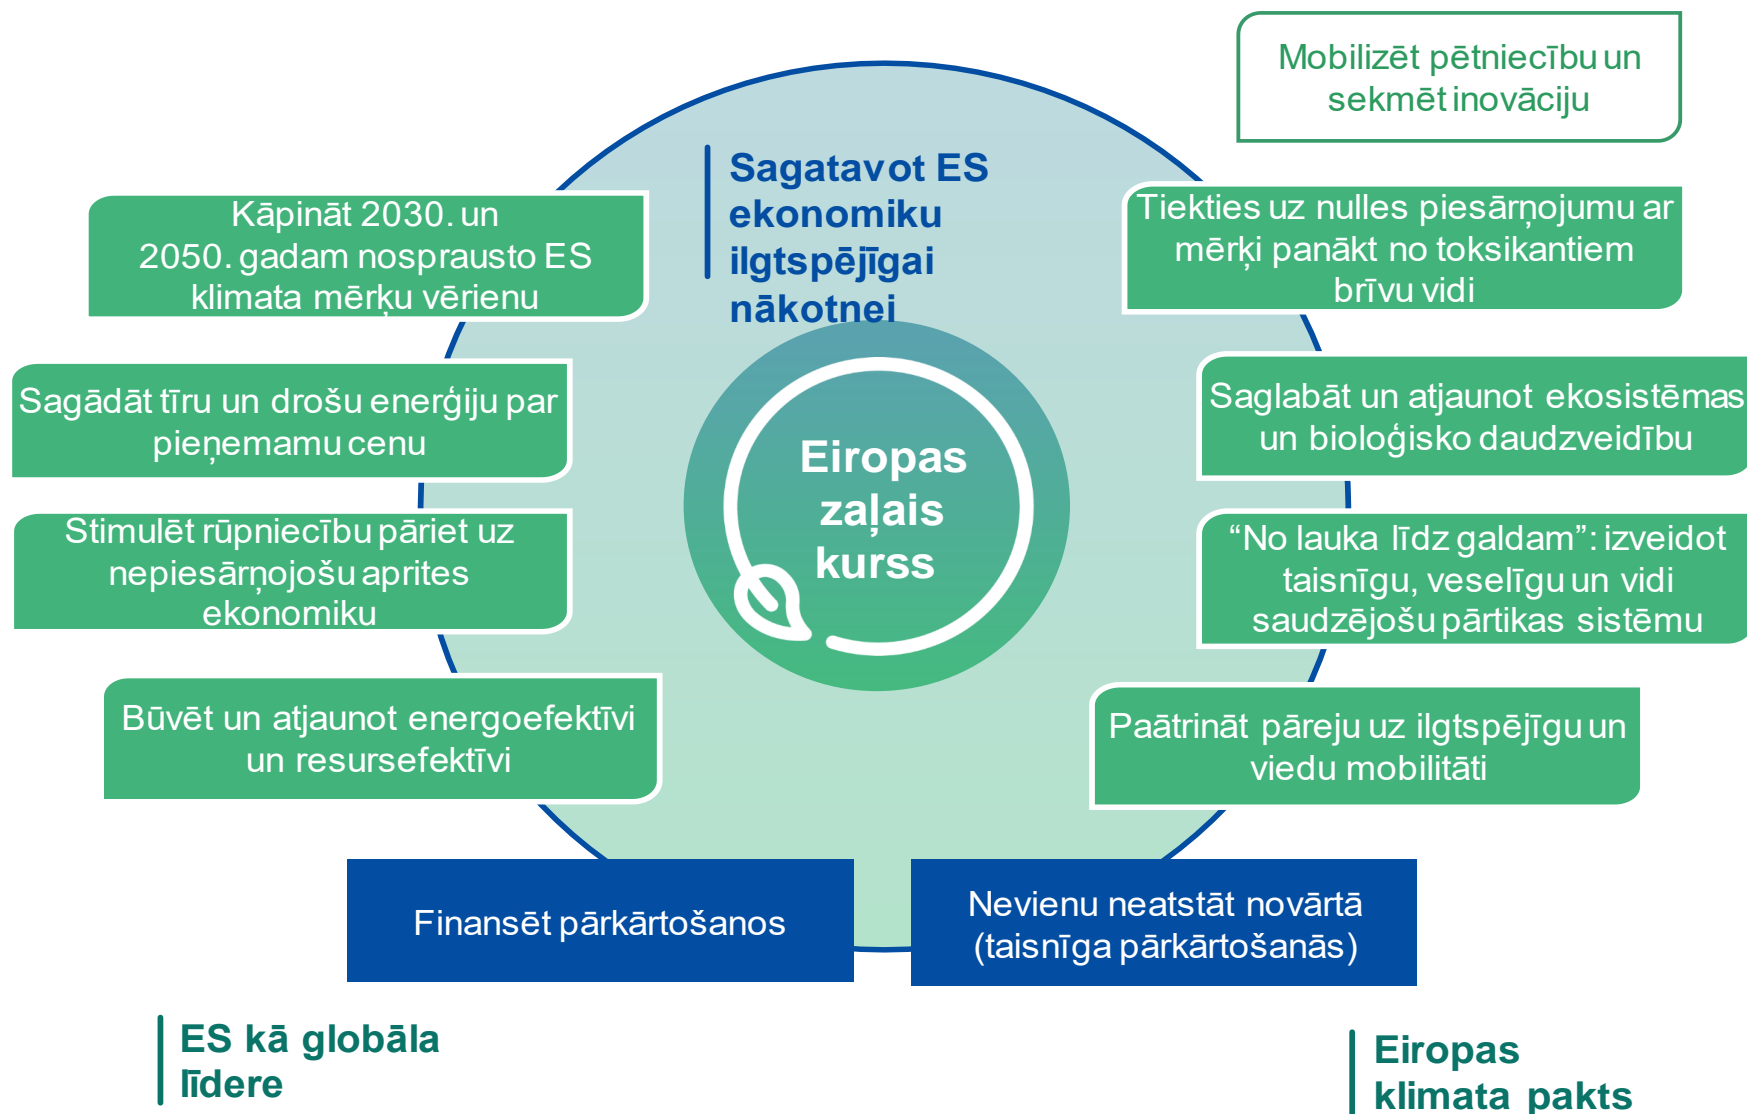 Mobilizēt pētniecību un
sekmēt inovāciju
Sagatavot ES
ekonomiku
ilgtspējīgai
nākotnei
Kāpināt 2030. un
2050. gadam nosprausto ES
klimata mērķu vērienu
Tiekties uz nulles piesārņojumu ar
mērķi panākt no toksikantiem
brīvu vidi
Sagādāt tīru un drošu enerģiju par
pieņemamu cenu
Saglabāt un atjaunot ekosistēmas
un bioloģisko daudzveidību
Eiropas
zaļais
kurss
Stimulēt rūpniecību pāriet uz
nepiesārņojošu aprites
ekonomiku
“No lauka līdz galdam”: izveidot
taisnīgu, veselīgu un vidi
saudzējošu pārtikas sistēmu
Būvēt un atjaunot energoefektīvi
un resursefektīvi
Paātrināt pāreju uz ilgtspējīgu un
viedu mobilitāti
Finansēt pārkārtošanos
Nevienu neatstāt novārtā
(taisnīga pārkārtošanās)
ES kā globāla
līdere
Eiropas
klimata pakts